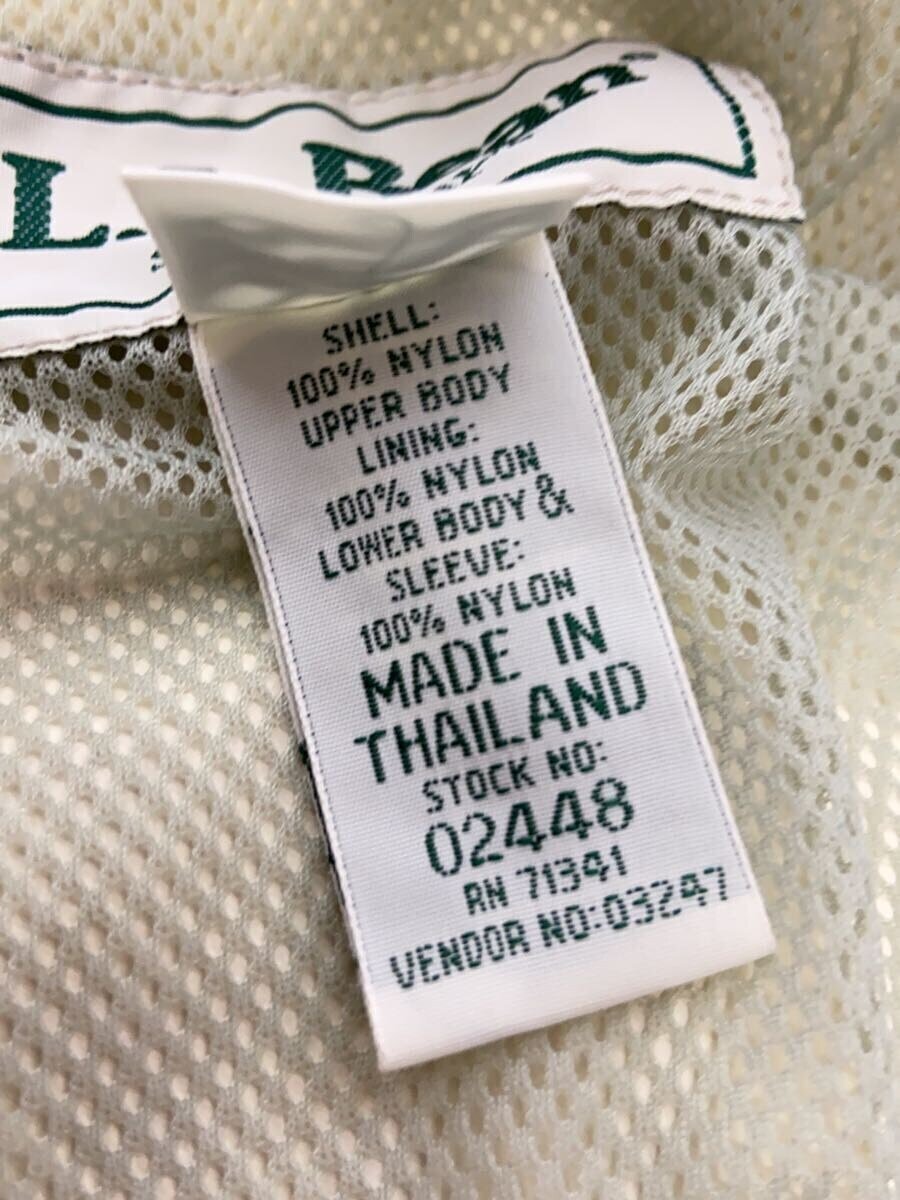 L.L. Bean
SHELL:
100% NYLON
UPPER BODY
LINING:
100% NYLON
LOWER BODY &
SLEEVE:
100% NYLON
MADE IN
THAILAND
STOCK NO:
02448
RN 71341
VENDOR NO:03247